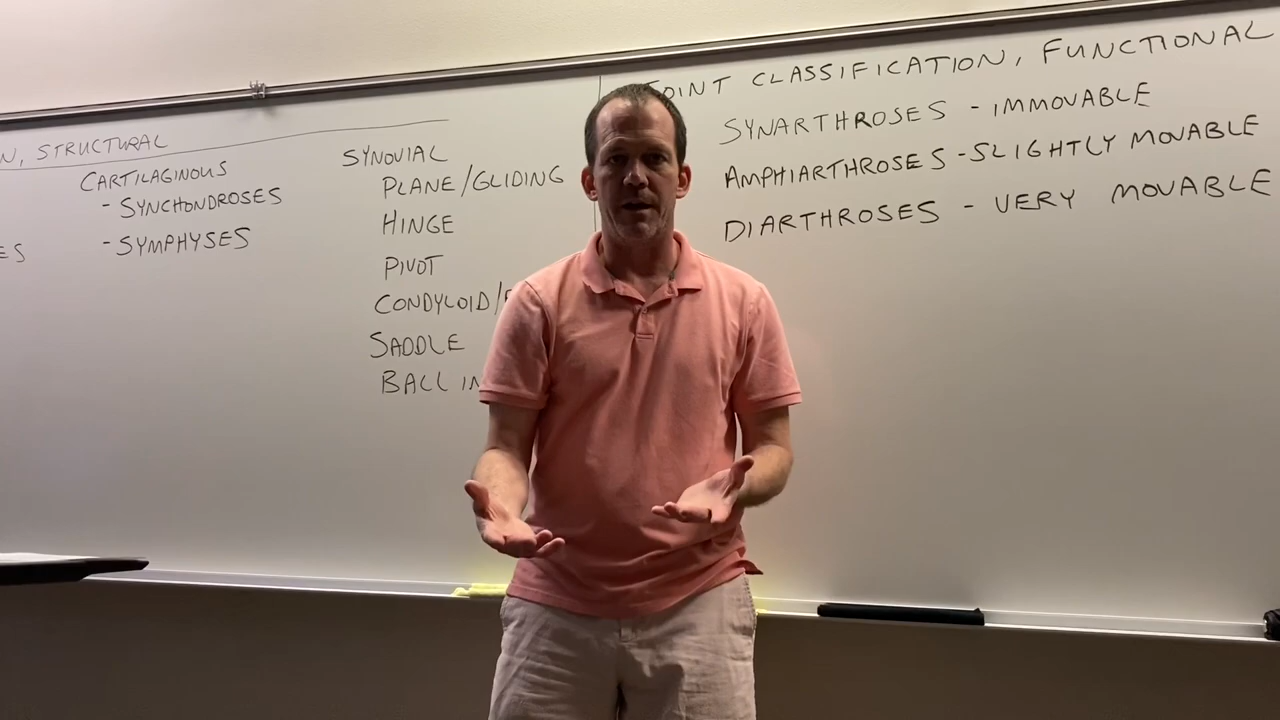 STRUCTURAL
CARTILAGINOUS
- SYNCHONDROSES
- SYMPHYSES
SYNOVIAL
PLANE/GLIDING
HINGE
PIVOT
CONDYLOID/
SADDLE
BALL IN
JOINT CLASSIFICATION, FUNCTIONAL
SYNARTHROSES - IMMOVABLE
AMPHIARTHROSES - SLIGHTLY MOVABLE
DIARTHROSES - VERY MOVABLE